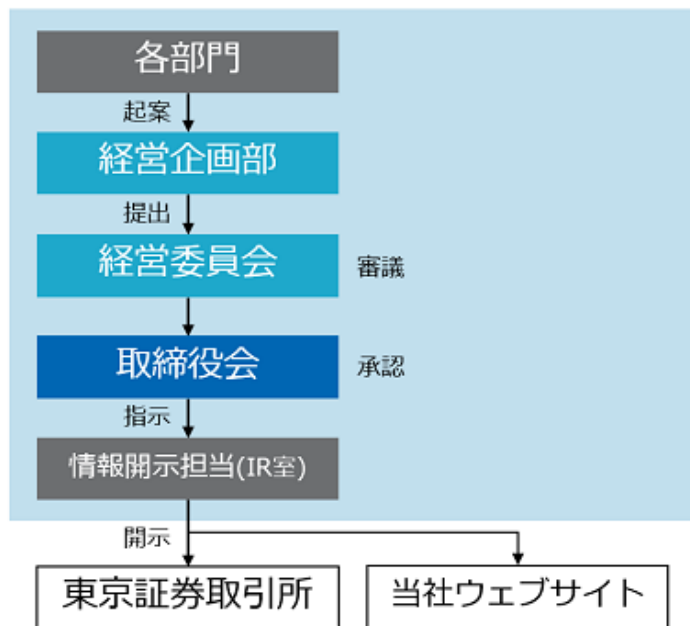 各部門
起案
経営企画部
提出
経営委員会
審議
取締役会
承認
指示
情報開示担当(IR室)
開示
東京証券取引所
当社ウェブサイト